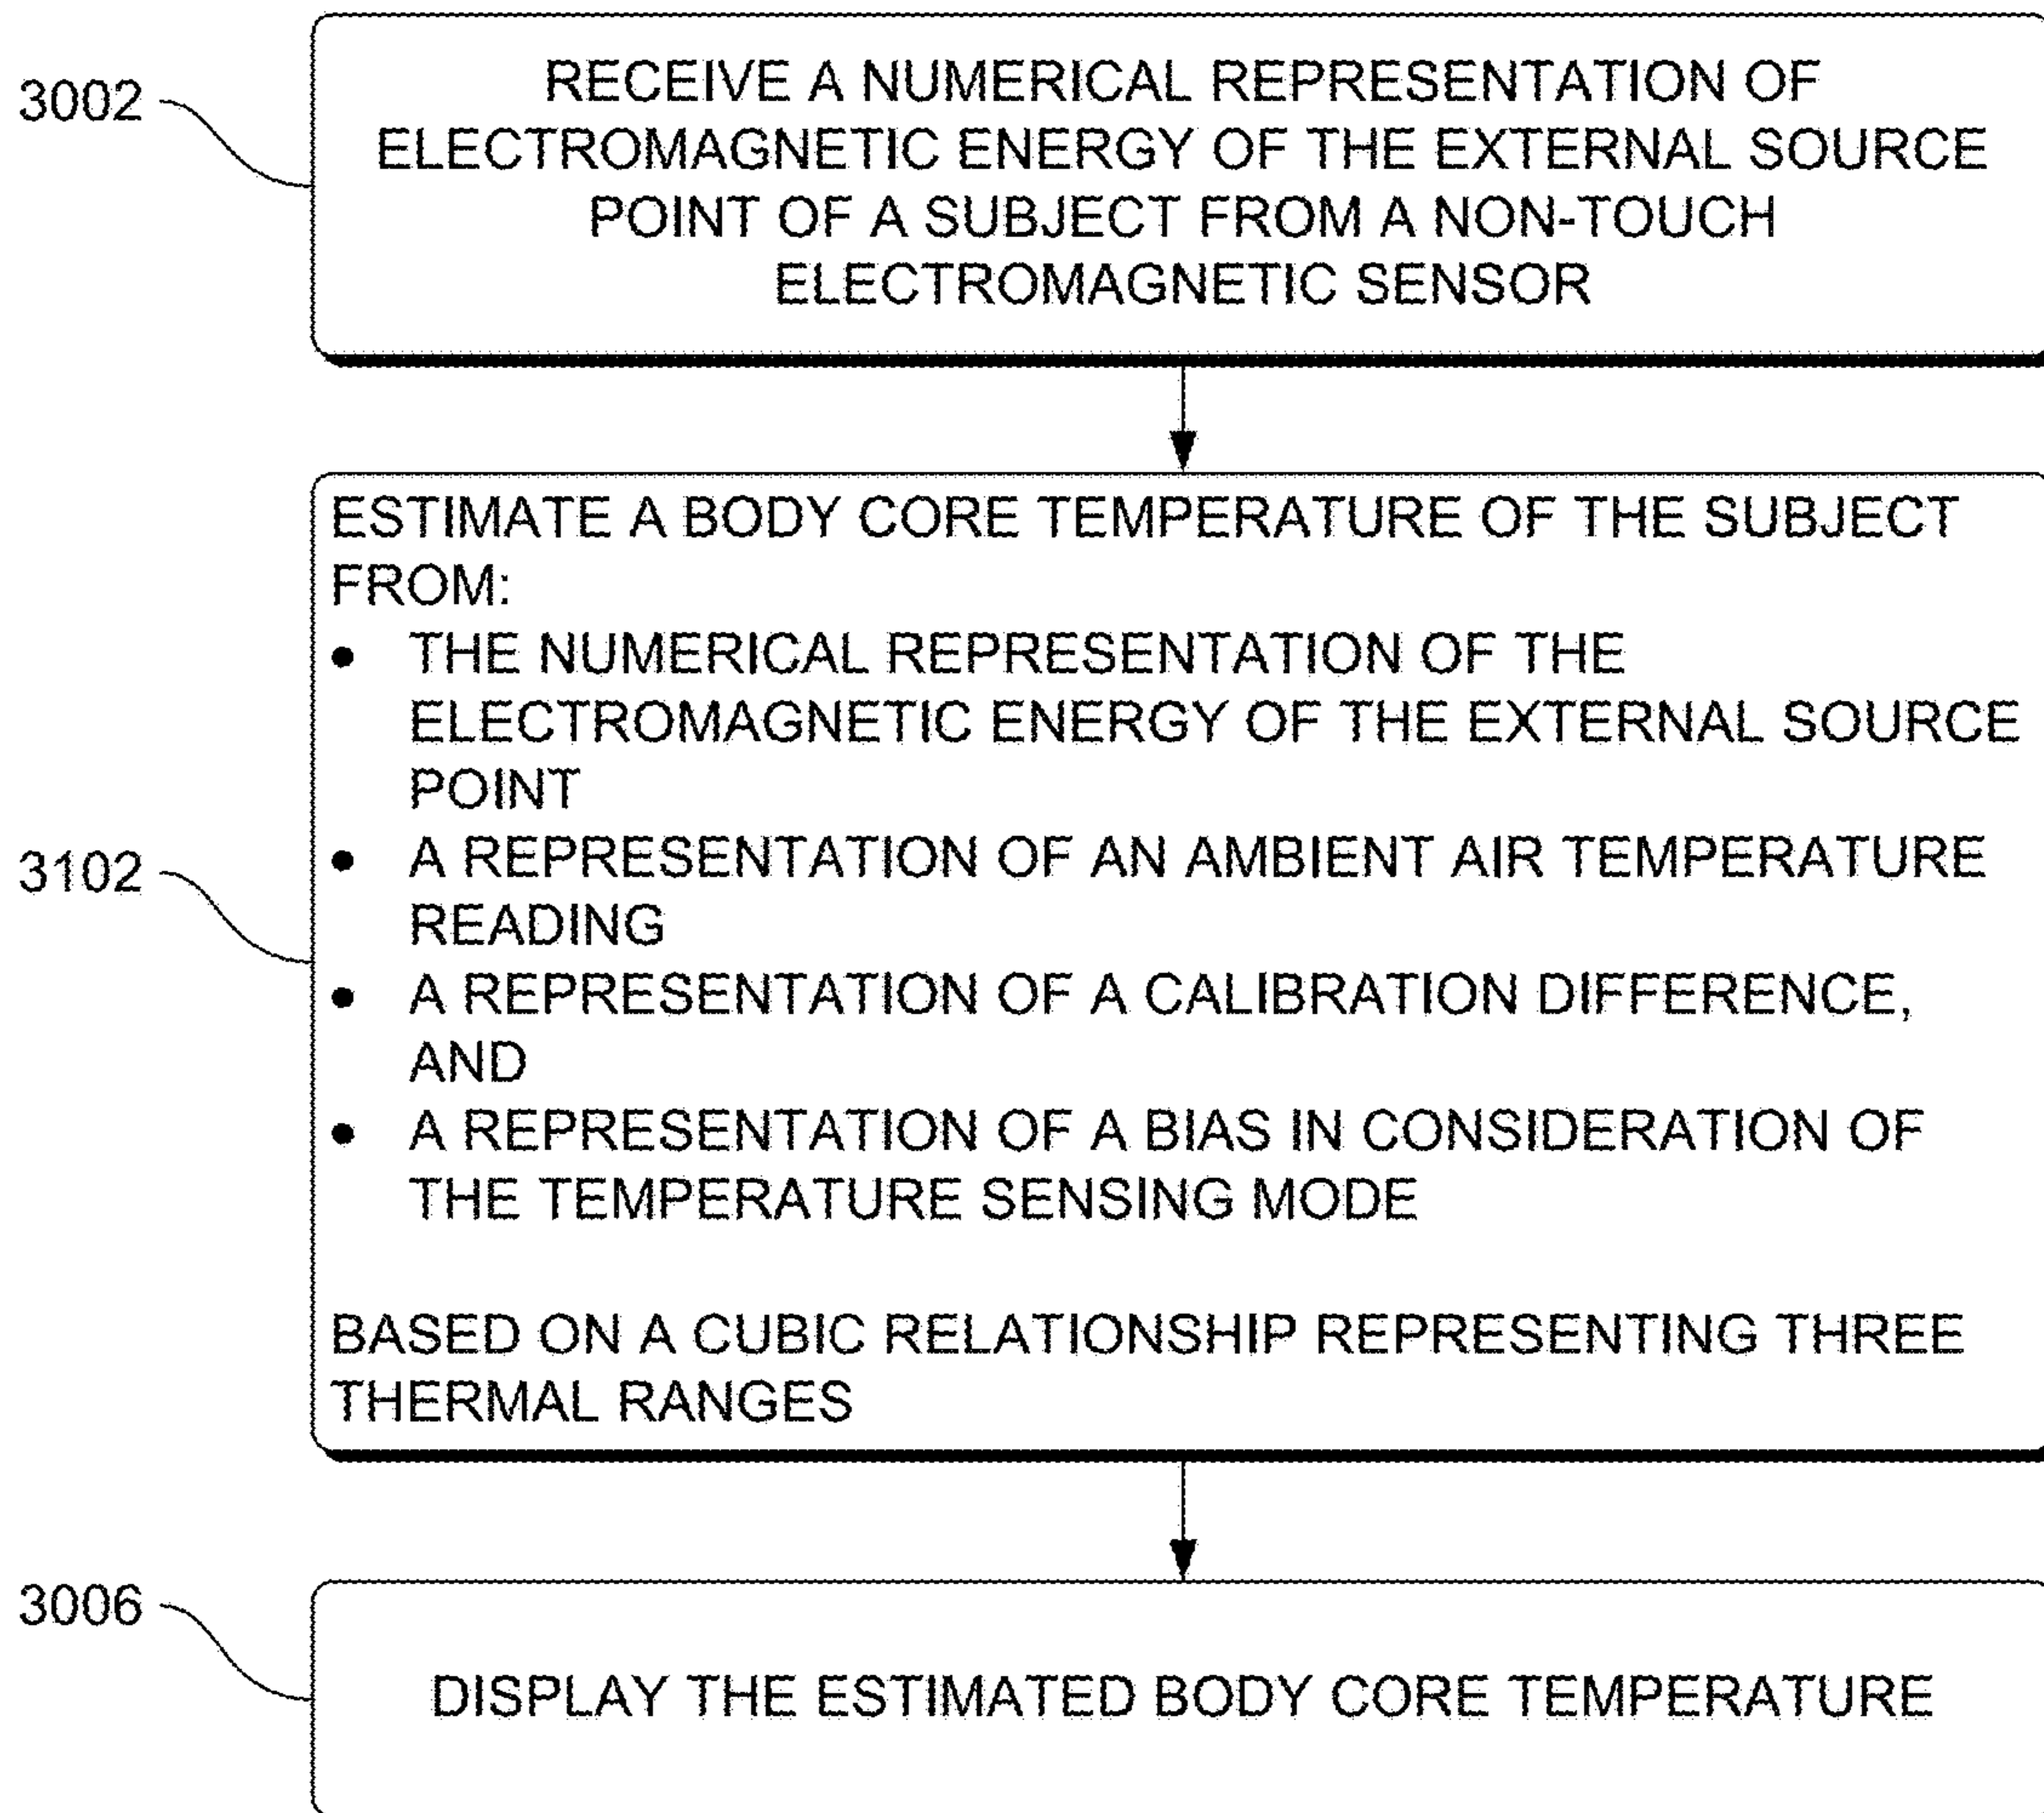 3002
RECEIVE A NUMERICAL REPRESENTATION OF
ELECTROMAGNETIC ENERGY OF THE EXTERNAL SOURCE
POINT OF A SUBJECT FROM A NON-TOUCH
ELECTROMAGNETIC SENSOR
3102
ESTIMATE A BODY CORE TEMPERATURE OF THE SUBJECT
FROM:
• THE NUMERICAL REPRESENTATION OF THE
ELECTROMAGNETIC ENERGY OF THE EXTERNAL SOURCE
POINT
• A REPRESENTATION OF AN AMBIENT AIR TEMPERATURE
READING
• A REPRESENTATION OF A CALIBRATION DIFFERENCE,
AND
• A REPRESENTATION OF A BIAS IN CONSIDERATION OF
THE TEMPERATURE SENSING MODE
BASED ON A CUBIC RELATIONSHIP REPRESENTING THREE
THERMAL RANGES
3006
DISPLAY THE ESTIMATED BODY CORE TEMPERATURE